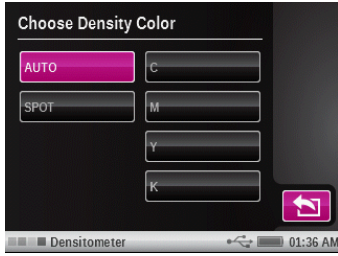 Choose Density Color
AUTO
C
SPOT
M
Y
K
Densitometer
01:36 AM